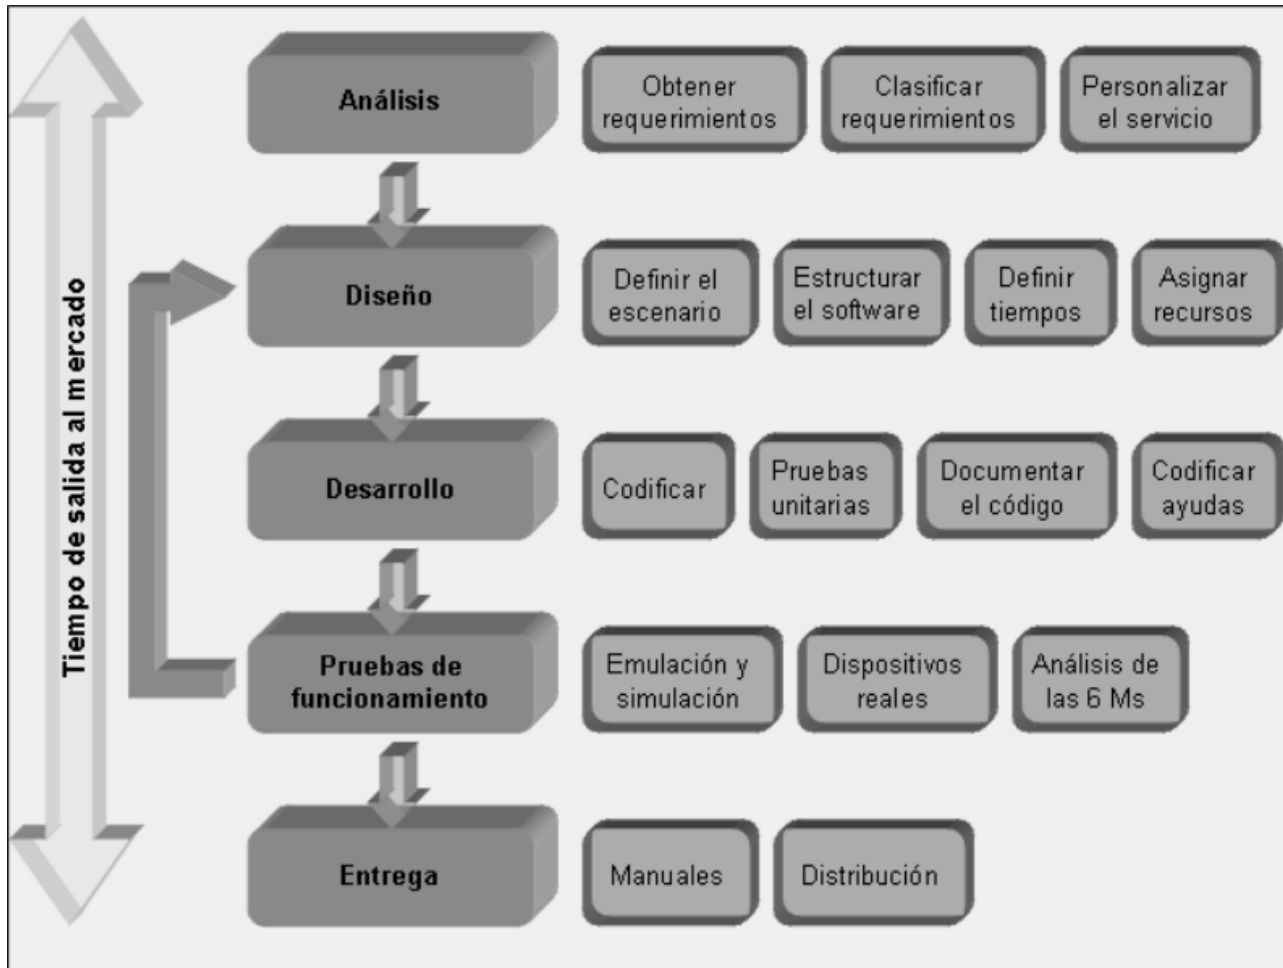 Tiempo de salida al mercado
Análisis
Obtener
requerimientos
Clasificar
requerimientos
Personalizar
el servicio
Diseño
Definir el
escenario
Estructurar
el software
Definir
tiempos
Asignar
recursos
Desarrollo
Codificar
Pruebas
unitarias
Documentar
el código
Codificar
ayudas
Pruebas de
funcionamiento
Emulación y
simulación
Dispositivos
reales
Análisis de
las 6 Ms
Entrega
Manuales
Distribución